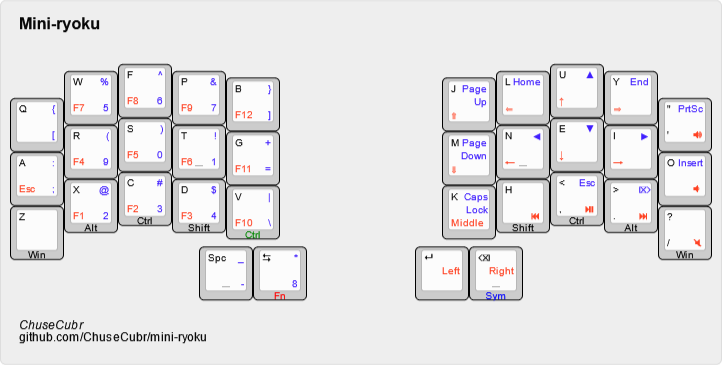 Mini-ryoku
Q {
[
W %
F7 5
F ^
F8 6
P &
F9 7
B }
F12 ]
J Page
Up
⇑
L Home
⇐
U ▲
↑
Y End
⇒
" PrtSc
'
A :
Esc ;
R (
F4 9
S )
F5 0
T !
F6 _ 1
G +
F11 =
M Page
Down
⇓
N ◀
← _
E ▼
↓
I ▶
→
O Insert
Z
Win
X @
F1 2
Alt
C #
F2 3
Ctrl
D $
F3 4
Shift
V |
F10 \
Ctrl
K Caps
Lock
Middle
H
⏮
Shift
< Esc
, ⏯
Ctrl
> ⌦
. ⏭
Alt
?
/
Win
Spc _
_ -
⇆ *
8
Fn
↵
Left
⌫
Right
_
Sym
ChuseCubr
github.com/ChuseCubr/mini-ryoku